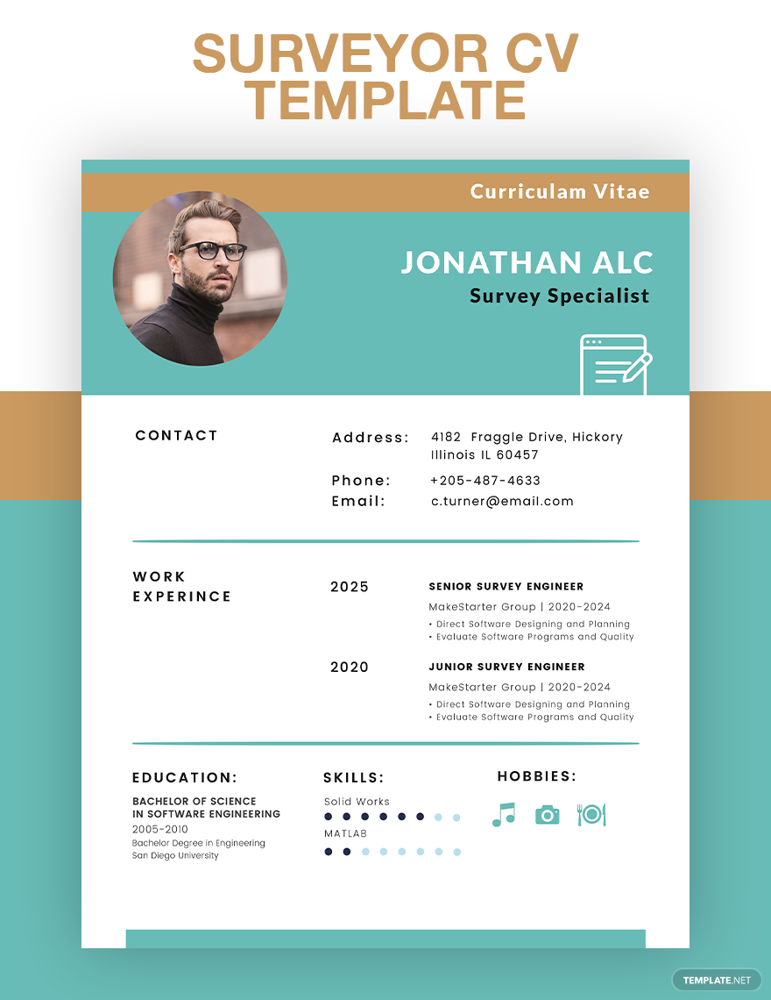 SURVEYOR CV
TEMPLATE
Curriculam Vitae
JONATHAN ALC
Survey Specialist
CONTACT
Address:
4182  Fraggle Drive, Hickory
Illinois IL 60457
Phone:
+205-487-4633
Email:
c.turner@email.com
WORK
EXPERINCE
2025
SENIOR SURVEY ENGINEER
MakeStarter Group | 2020-2024
• Direct Software Designing and Planning
• Evaluate Software Programs and Quality
2020
JUNIOR SURVEY ENGINEER
MakeStarter Group | 2020-2024
• Direct Software Designing and Planning
• Evaluate Software Programs and Quality
EDUCATION:
BACHELOR OF SCIENCE
IN SOFTWARE ENGINEERING
2005-2010
Bachelor Degree in Engineering
San Diego University
SKILLS:
Solid Works
MATLAB
HOBBIES:
TEMPLATE.NET